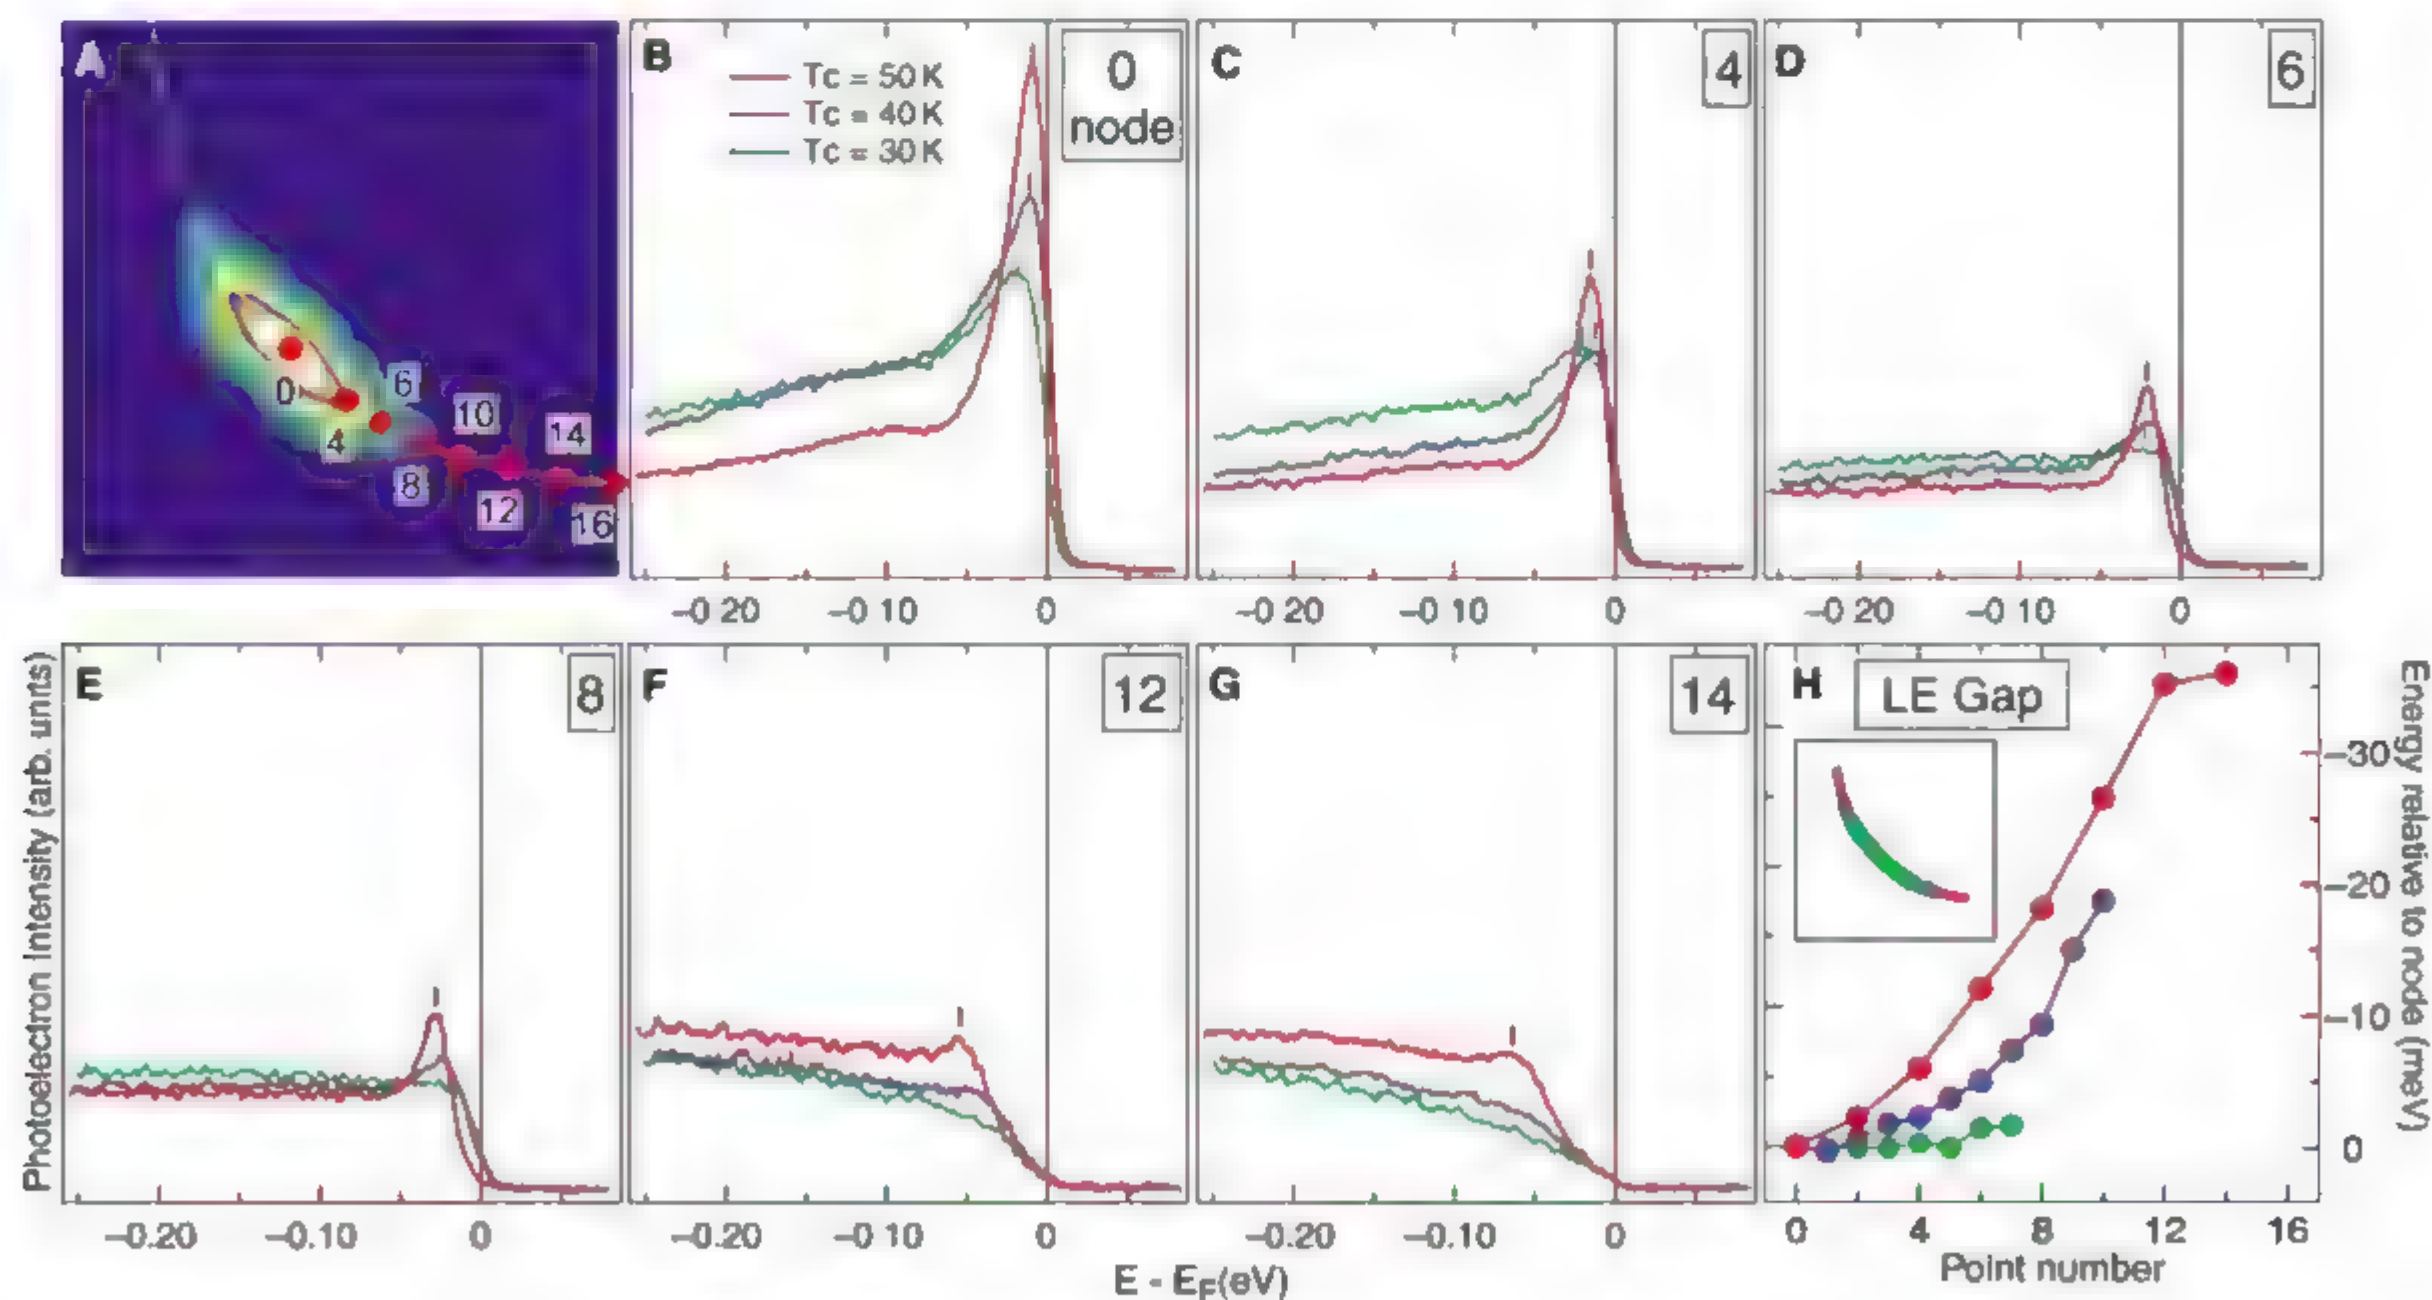 A
0
4
6
8
10
12
14
16
B
Tc = 50 K
Tc = 40 K
Tc = 30 K
0
node
C
4
D
6
–0 20
–0 10
0
–0 20
–0 10
0
–0 20
–0 10
0
Photoelectron Intensity (arb. units)
E
8
F
12
G
14
H
LE Gap
–30
–20
–10
0
Energy relative to node (meV)
–0.20
–0.10
0
–0.20
–0 10
0
–0.20
–0.10
0
0
4
8
12
16
E - EF(eV)
Point number